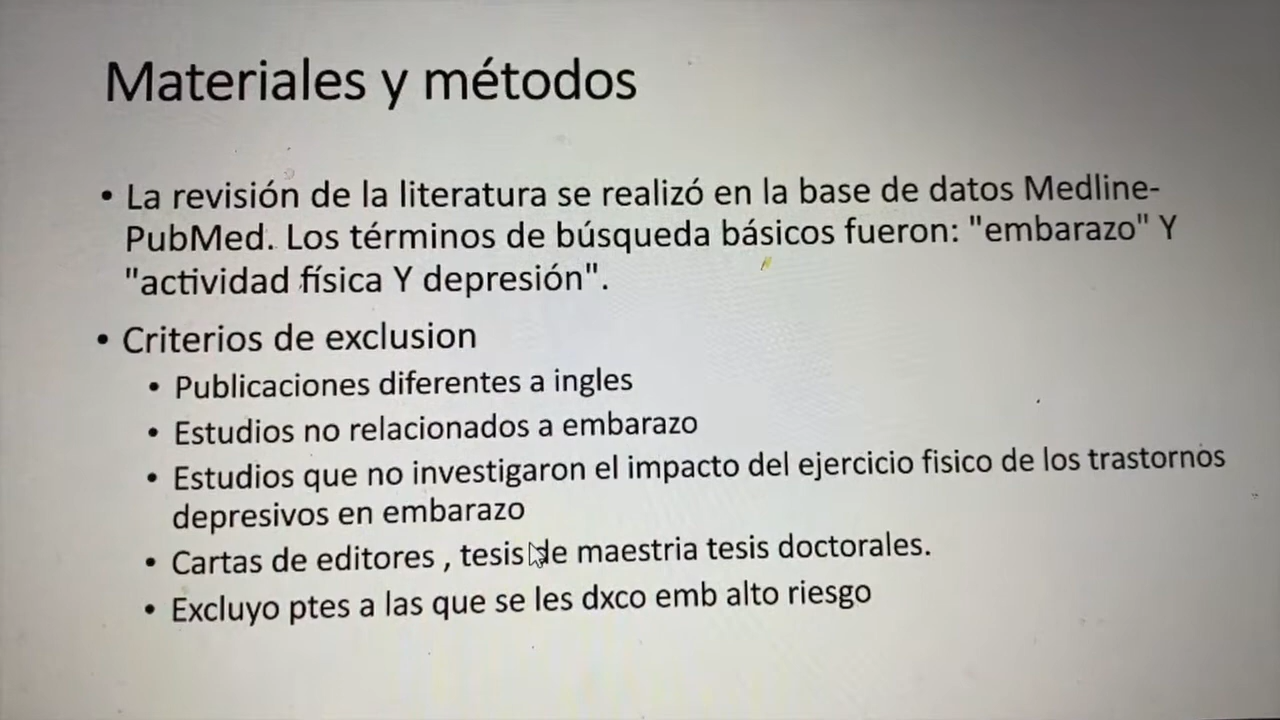 Materiales y métodos
• La revisión de la literatura se realizó en la base de datos Medline-
PubMed. Los términos de búsqueda básicos fueron: "embarazo" Y
"actividad física Y depresión".
• Criterios de exclusion
• Publicaciones diferentes a ingles
• Estudios no relacionados a embarazo
• Estudios que no investigaron el impacto del ejercicio fisico de los trastornos
depresivos en embarazo
• Cartas de editores , tesis de maestria tesis doctorales.
• Excluyo ptes a las que se les dxco emb alto riesgo